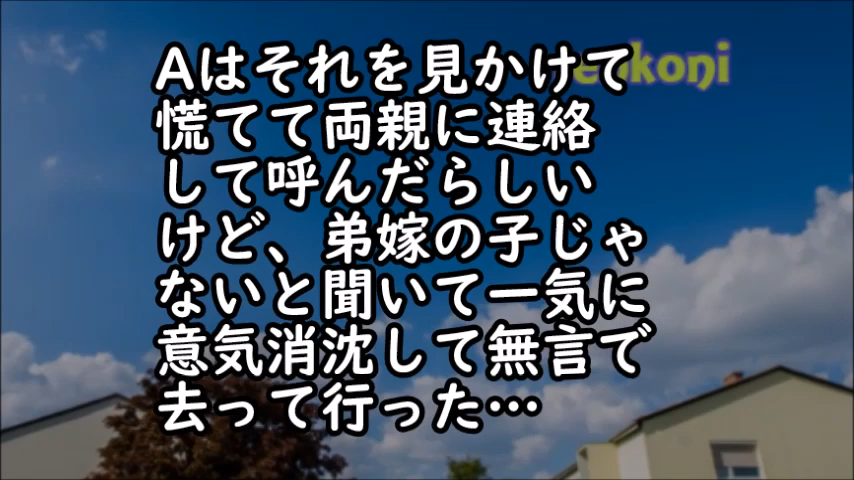 Aはそれを見かけて
慌てて両親に連絡
して呼んだらしい
けど、弟嫁の子じゃ
ないと聞いて一気に
意気消沈して無言で
去って行った…